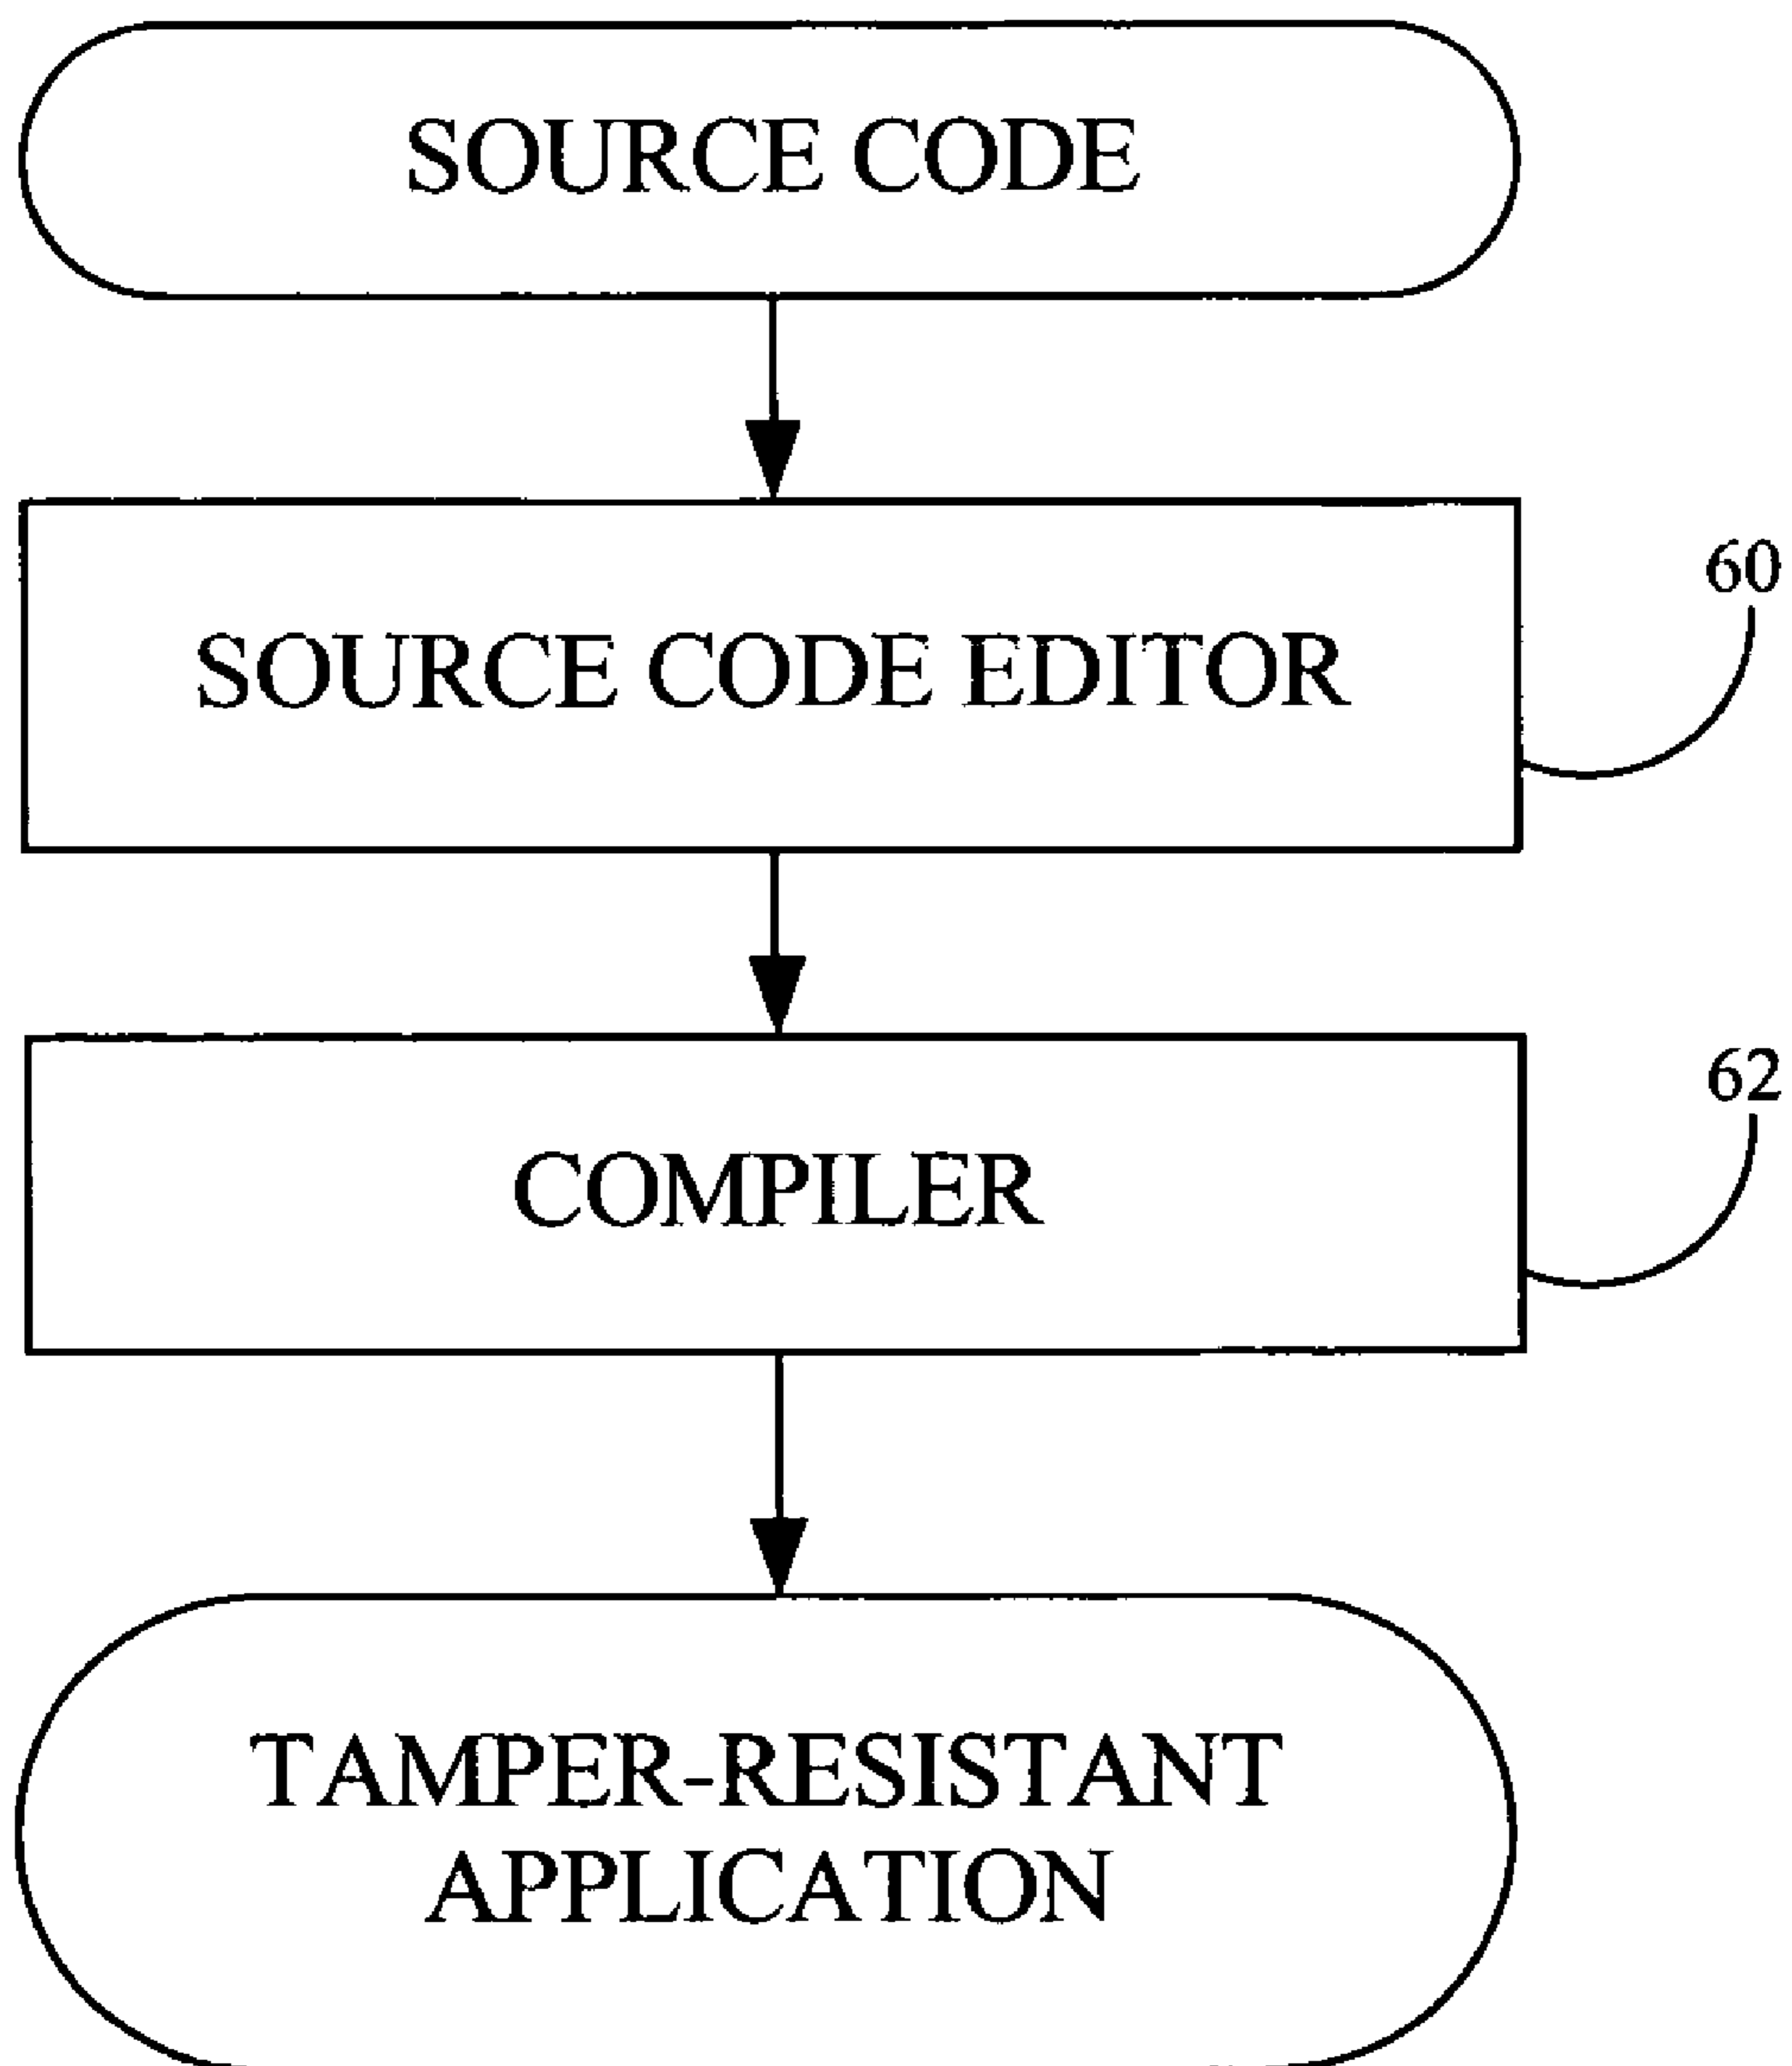 SOURCE CODE
60
SOURCE CODE EDITOR
62
COMPILER
TAMPER-RESISTANT
APPLICATION